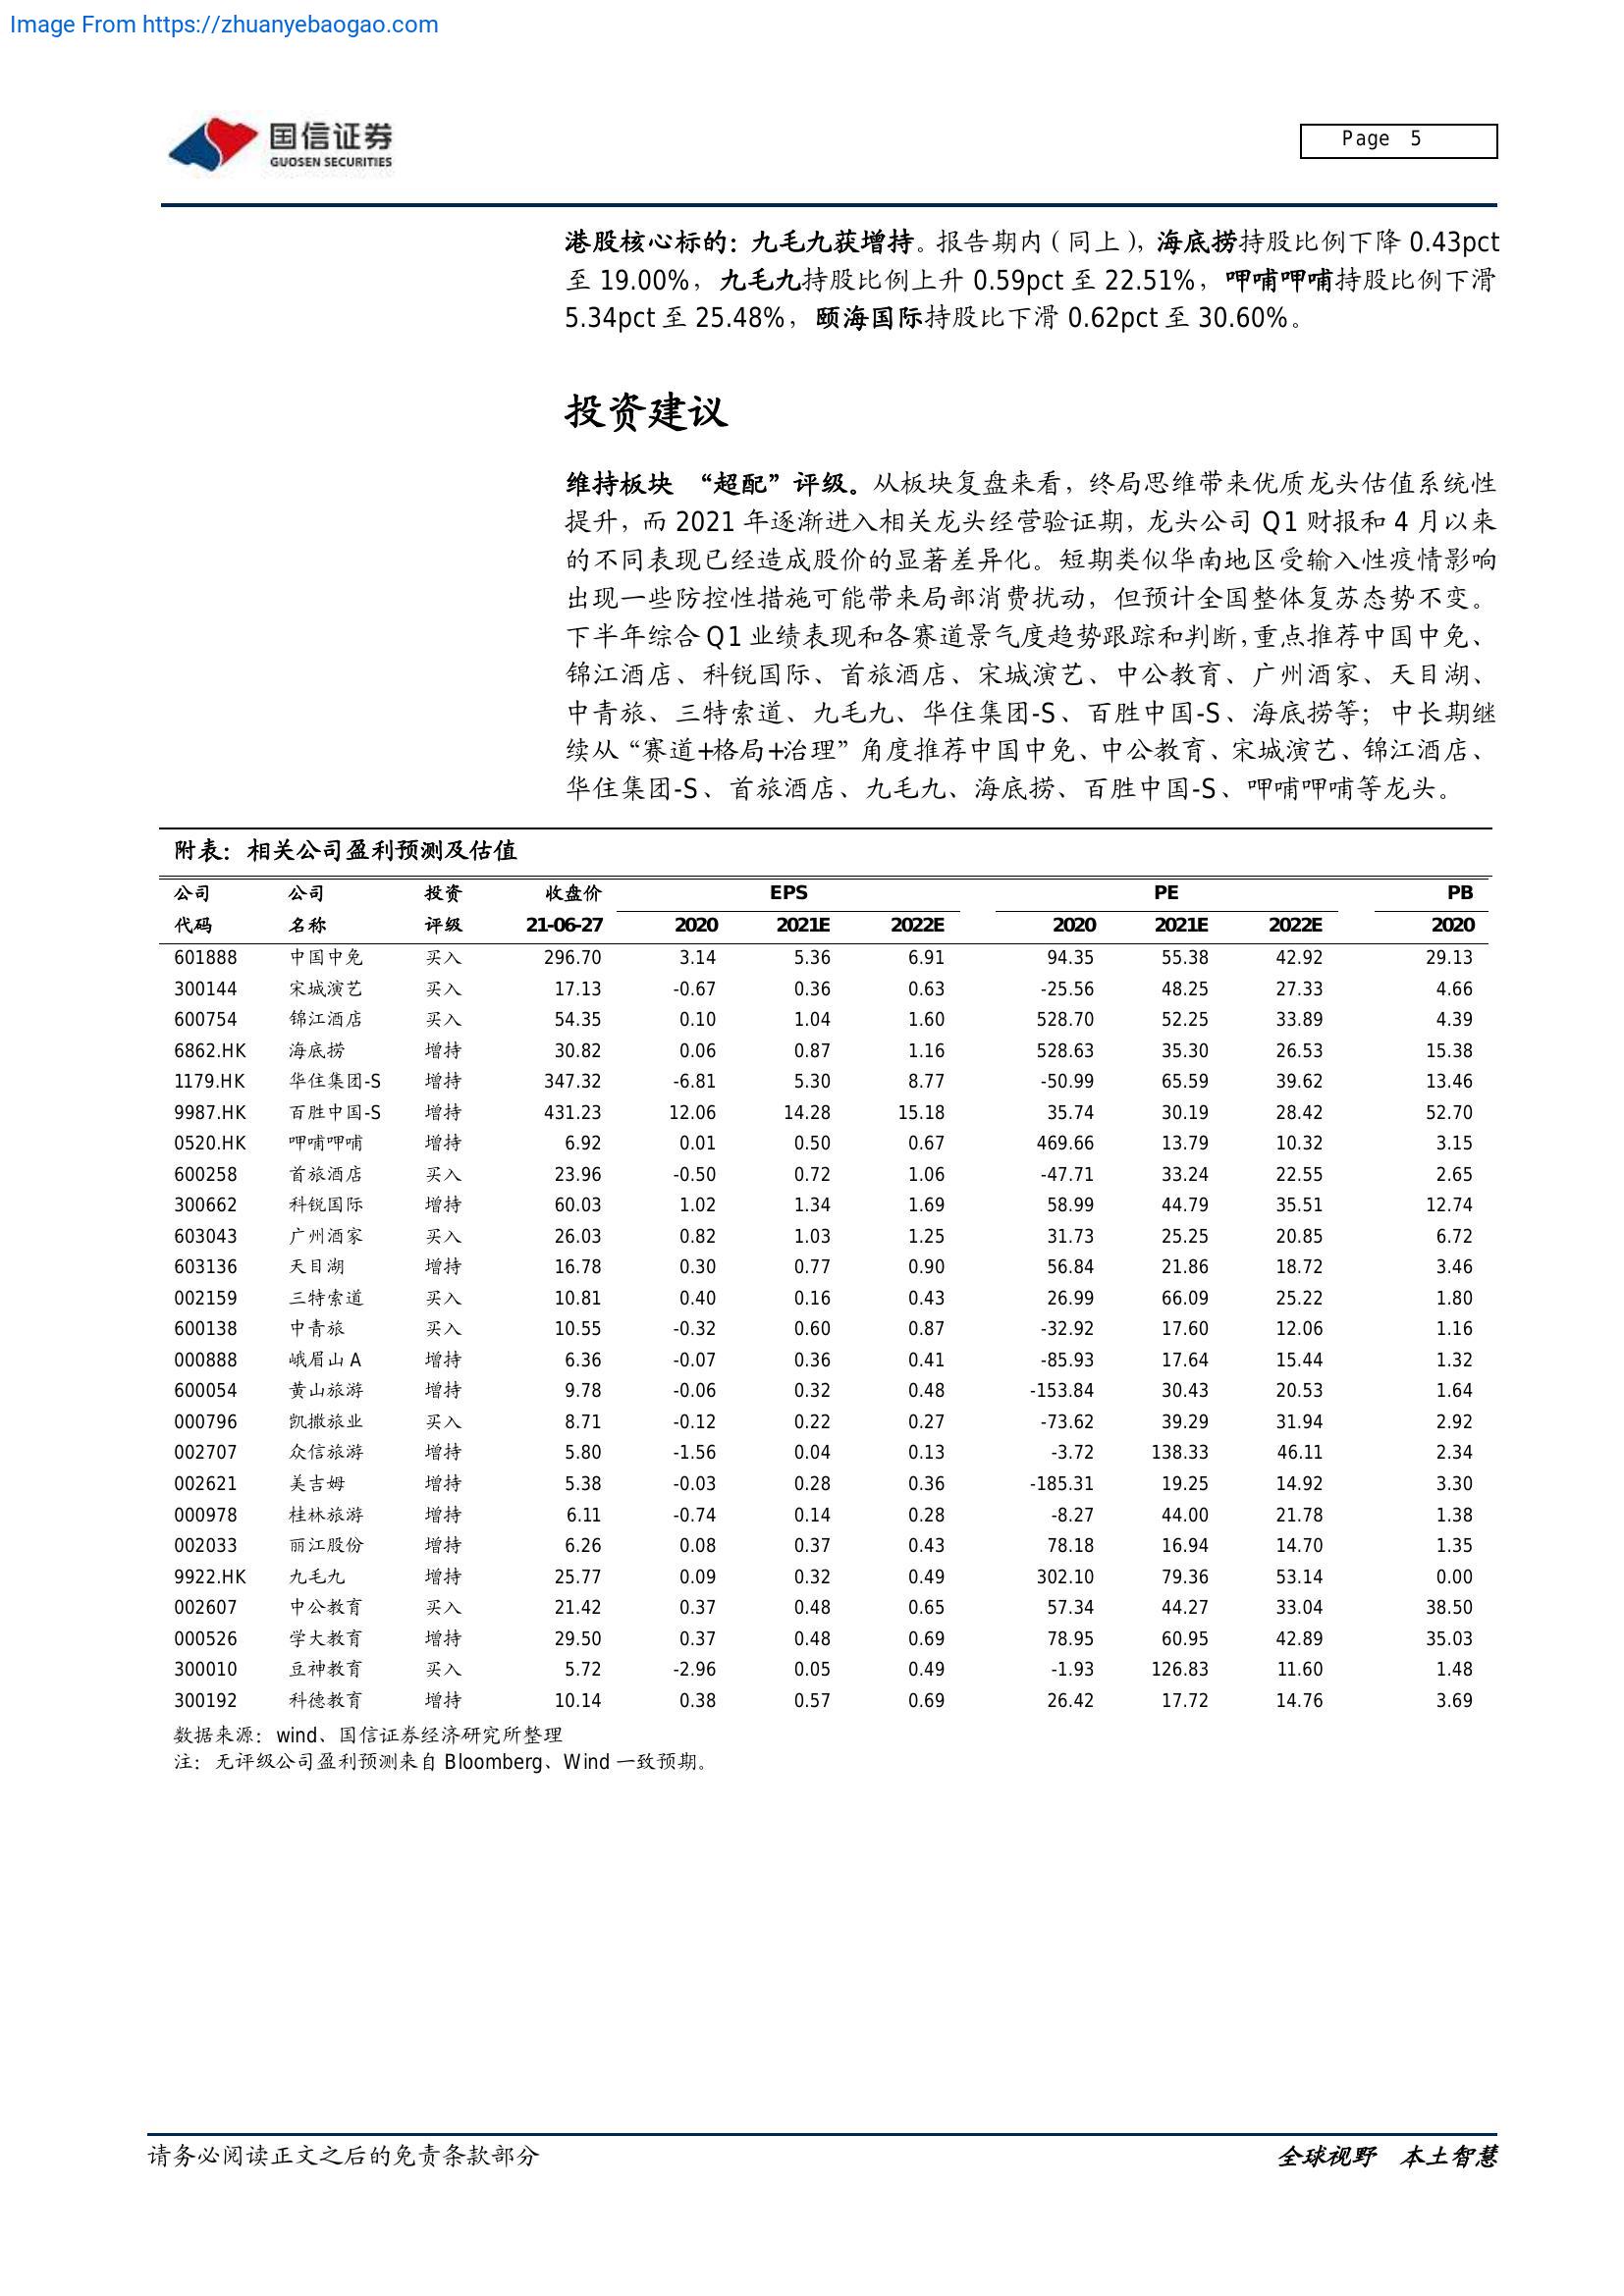 Image From https://zhuanyebaogao.com
国信证券
GUOSEN SECURITIES
Page 5
港股核心标的：九毛九获增持。报告期内（同上），海底捞持股比例下降 0.43pct
至 19.00%，九毛九持股比例上升 0.59pct 至 22.51%，呷哺呷哺持股比例下滑
5.34pct 至 25.48%，颐海国际持股比下滑 0.62pct 至 30.60%。
投资建议
维持板块 “超配”评级。从板块复盘来看，终局思维带来优质龙头估值系统性
提升，而 2021 年逐渐进入相关龙头经营验证期，龙头公司 Q1 财报和 4 月以来
的不同表现已经造成股价的显著差异化。短期类似华南地区受输入性疫情影响
出现一些防控性措施可能带来局部消费扰动，但预计全国整体复苏态势不变。
下半年综合 Q1 业绩表现和各赛道景气度趋势跟踪和判断，重点推荐中国中免、
锦江酒店、科锐国际、首旅酒店、宋城演艺、中公教育、广州酒家、天目湖、
中青旅、三特索道、九毛九、华住集团-S、百胜中国-S、海底捞等；中长期继
续从“赛道+格局+治理”角度推荐中国中免、中公教育、宋城演艺、锦江酒店、
华住集团-S、首旅酒店、九毛九、海底捞、百胜中国-S、呷哺呷哺等龙头。
附表：相关公司盈利预测及估值
公司 公司 投资 收盘价 EPS PE PB
代码 名称 评级 21-06-27 2020 2021E 2022E 2020 2021E 2022E 2020
601888 中国中免 买入 296.70 3.14 5.36 6.91 94.35 55.38 42.92 29.13
300144 宋城演艺 买入 17.13 -0.67 0.36 0.63 -25.56 48.25 27.33 4.66
600754 锦江酒店 买入 54.35 0.10 1.04 1.60 528.70 52.25 33.89 4.39
6862.HK 海底捞 增持 30.82 0.06 0.87 1.16 528.63 35.30 26.53 15.38
1179.HK 华住集团-S 增持 347.32 -6.81 5.30 8.77 -50.99 65.59 39.62 13.46
9987.HK 百胜中国-S 增持 431.23 12.06 14.28 15.18 35.74 30.19 28.42 52.70
0520.HK 呷哺呷哺 增持 6.92 0.01 0.50 0.67 469.66 13.79 10.32 3.15
600258 首旅酒店 买入 23.96 -0.50 0.72 1.06 -47.71 33.24 22.55 2.65
300662 科锐国际 增持 60.03 1.02 1.34 1.69 58.99 44.79 35.51 12.74
603043 广州酒家 买入 26.03 0.82 1.03 1.25 31.73 25.25 20.85 6.72
603136 天目湖 增持 16.78 0.30 0.77 0.90 56.84 21.86 18.72 3.46
002159 三特索道 买入 10.81 0.40 0.16 0.43 26.99 66.09 25.22 1.80
600138 中青旅 买入 10.55 -0.32 0.60 0.87 -32.92 17.60 12.06 1.16
000888 峨眉山 A 增持 6.36 -0.07 0.36 0.41 -85.93 17.64 15.44 1.32
600054 黄山旅游 增持 9.78 -0.06 0.32 0.48 -153.84 30.43 20.53 1.64
000796 凯撒旅业 买入 8.71 -0.12 0.22 0.27 -73.62 39.29 31.94 2.92
002707 众信旅游 增持 5.80 -1.56 0.04 0.13 -3.72 138.33 46.11 2.34
002621 美吉姆 增持 5.38 -0.03 0.28 0.36 -185.31 19.25 14.92 3.30
000978 桂林旅游 增持 6.11 -0.74 0.14 0.28 -8.27 44.00 21.78 1.38
002033 丽江股份 增持 6.26 0.08 0.37 0.43 78.18 16.94 14.70 1.35
9922.HK 九毛九 增持 25.77 0.09 0.32 0.49 302.10 79.36 53.14 0.00
002607 中公教育 买入 21.42 0.37 0.48 0.65 57.34 44.27 33.04 38.50
000526 学大教育 增持 29.50 0.37 0.48 0.69 78.95 60.95 42.89 35.03
300010 豆神教育 买入 5.72 -2.96 0.05 0.49 -1.93 126.83 11.60 1.48
300192 科德教育 增持 10.14 0.38 0.57 0.69 26.42 17.72 14.76 3.69
数据来源：wind、国信证券经济研究所整理
注：无评级公司盈利预测来自 Bloomberg、Wind 一致预期。
请务必阅读正文之后的免责条款部分
全球视野 本土智慧